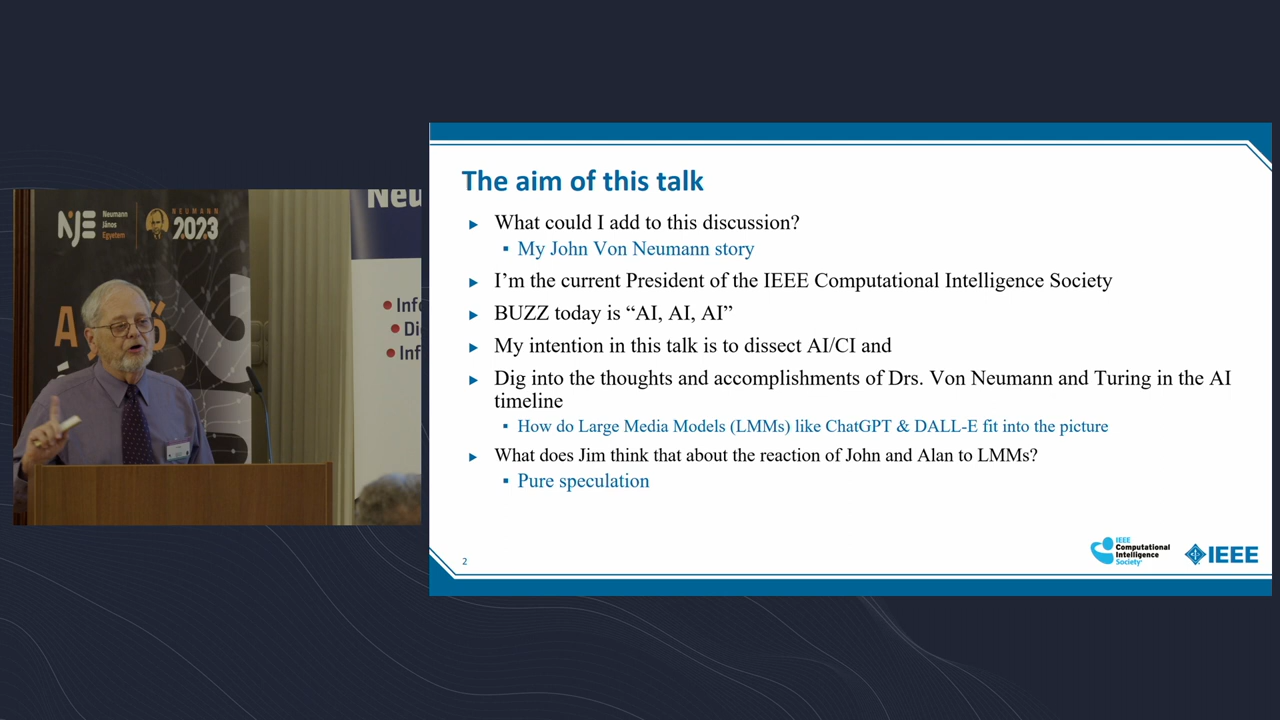 NJE
Neumann
János
Egyetem
NEUMANN
2023
Neu
A
6
Inf
Di
Inf
The aim of this talk
What could I add to this discussion?
My John Von Neumann story
I'm the current President of the IEEE Computational Intelligence Society
BUZZ today is “AI, AI, AI”
My intention in this talk is to dissect AI/CI and
Dig into the thoughts and accomplishments of Drs. Von Neumann and Turing in the AI
timeline
How do Large Media Models (LMMs) like ChatGPT & DALL-E fit into the picture
What does Jim think that about the reaction of John and Alan to LMMs?
Pure speculation
2
IEEE
Computational
Intelligence
Society
IEEE